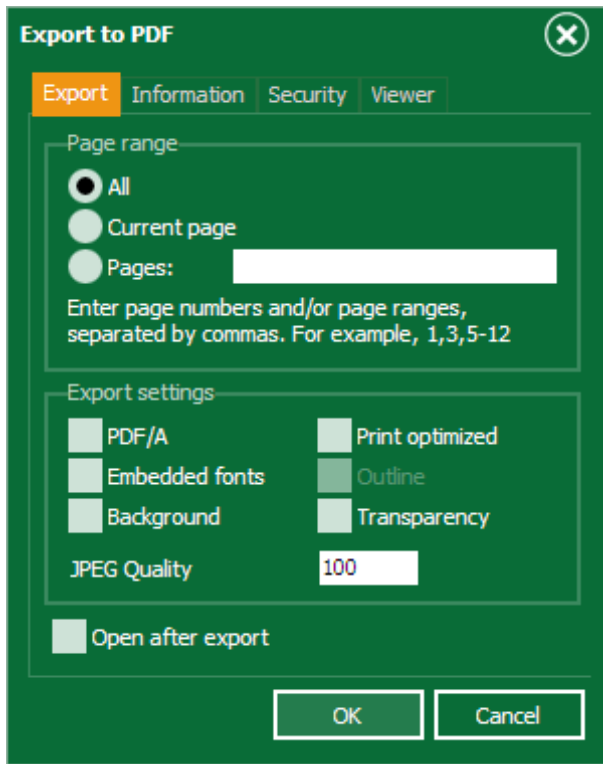 Export to PDF
Export Information Security Viewer
Page range
All
Current page
Pages:
Enter page numbers and/or page ranges,
separated by commas. For example, 1,3,5-12
Export settings
PDF/A Print optimized
Embedded fonts Outline
Background Transparency
JPEG Quality 100
Open after export
OK Cancel